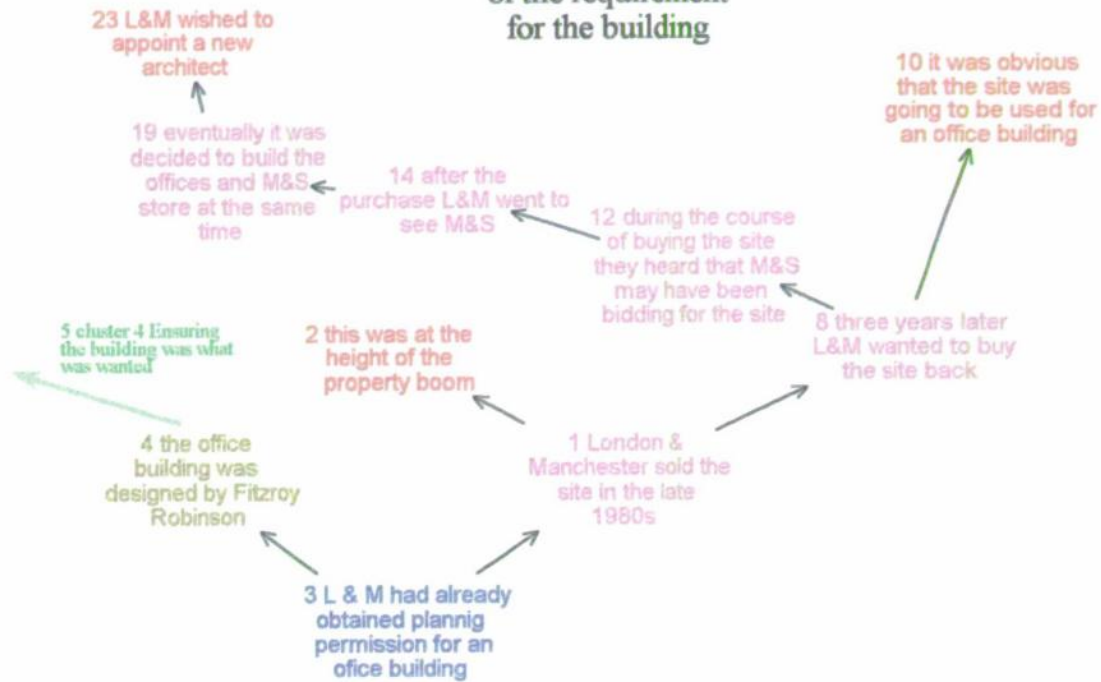 of the requirement
for the building
23 L&M wished to
appoint a new
architect
10 it was obvious
that the site was
going to be used for
an office building
19 eventually it was
decided to build the
offices and M&S
store at the same
time
14 after the
purchase L&M went to
see M&S
12 during the course
of buying the site
they heard that M&S
may have been
bidding for the site
8 three years later
L&M wanted to buy
the site back
5 cluster 4 Ensuring
the building was what
was wanted
2 this was at the
height of the
property boom
4 the office
building was
designed by Fitzroy
Robinson
1 London &
Manchester sold the
site in the late
1980s
3 L & M had already
obtained plannig
permission for an
ofice building